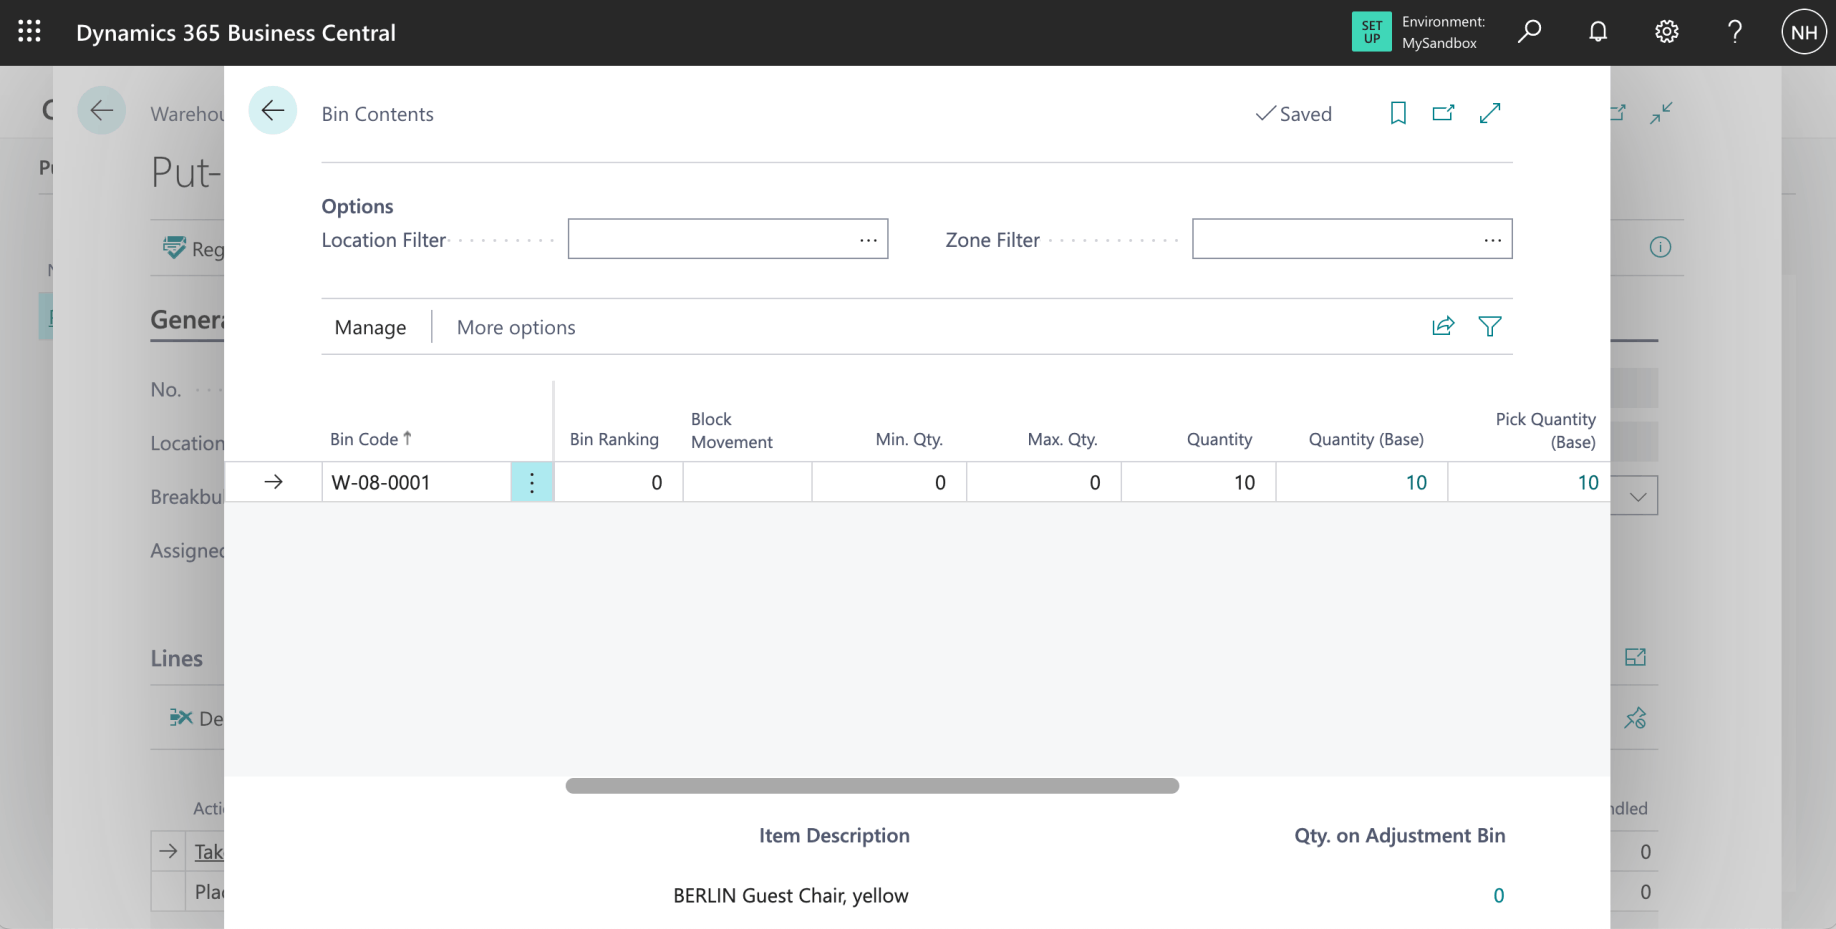 Dynamics 365 Business Central
SET
UP
Environment:
MySandbox
NH
Warehou
Bin Contents
Saved
Put-
Options
Location Filter
Zone Filter
Reg
Manage
More options
Genera
No.
Location
Breakbu
Assigned
Bin Code
Bin Ranking
Block
Movement
Min. Qty.
Max. Qty.
Quantity
Quantity (Base)
Pick Quantity
(Base)
W-08-0001
0
0
0
10
10
10
Lines
De
Acti
ndled
Item Description
Qty. on Adjustment Bin
Tak
0
Plac
0
BERLIN Guest Chair, yellow
0